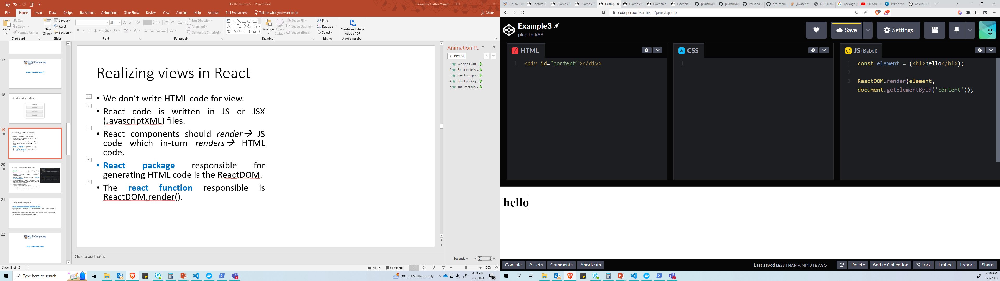 IT5007-Lecture5 - PowerPoint
Prasanna Karthik Vairam
File Home Insert Draw Design Transitions Animations Slide Show Review View Add-ins Help Acrobat Poll Everywhere Tell me what you want to do Share
Paste
Cut
Copy
Format Painter
Clipboard
New Slide
Layout
Reset
Section
Slides
28
Font
Text Direction
Align Text
Convert to SmartArt
Paragraph
Arrange
Quick Styles
Shape Fill
Shape Outline
Shape Effects
Drawing
Find
Replace
Select
Editing
Create and Share Adobe PDF
Adobe Acrobat
17
NUS Computing
MVC: View (Display)
18
Realizing views in React
19
Realizing views in React
20
React Class Components
21
Codepen Example 3
22
NUS Computing
MVC: Model (Data)
Realizing views in React
1
• We don’t write HTML code for view.
2
• React code is written in JS or JSX
(JavascriptXML) files.
3
• React components should render→ JS
code which in-turn renders→ HTML
code.
4
• React package responsible for
generating HTML code is the ReactDOM.
5
• The react function responsible is
ReactDOM.render().
Animation P..
Play All
1 We don't writ...
2 React code is ...
3 React compo...
4 React packag...
5 The react fun...
Seconds 0 2
Click to add notes
Slide 19 of 43
Notes Comments 108%
Type here to search
30°C Mostly cloudy
4:39 PM
2/7/2023
IT5007 So Lecture4 Example1 Example2 Examp Example4 Example5 Example9 pkarthik88 pkarthik88 Personal pro-mem javascript NUS IT500 package j (1) YouTu Prime Vid OWASP F
codepen.io/pkarthik88/pen/yLqrKbp
Example3
pkarthik88
Save
Settings
HTML
1 <div id="content"></div>
CSS
1
JS (Babel)
1 const element = (<h1>hello</h1>);
2
3 ReactDOM.render(element,
document.getElementById('content'));
hello
Console Assets Comments Shortcuts
Last saved LESS THAN A MINUTE AGO
Delete Add to Collection Fork Embed Export Share
4:39 PM
2/7/2023